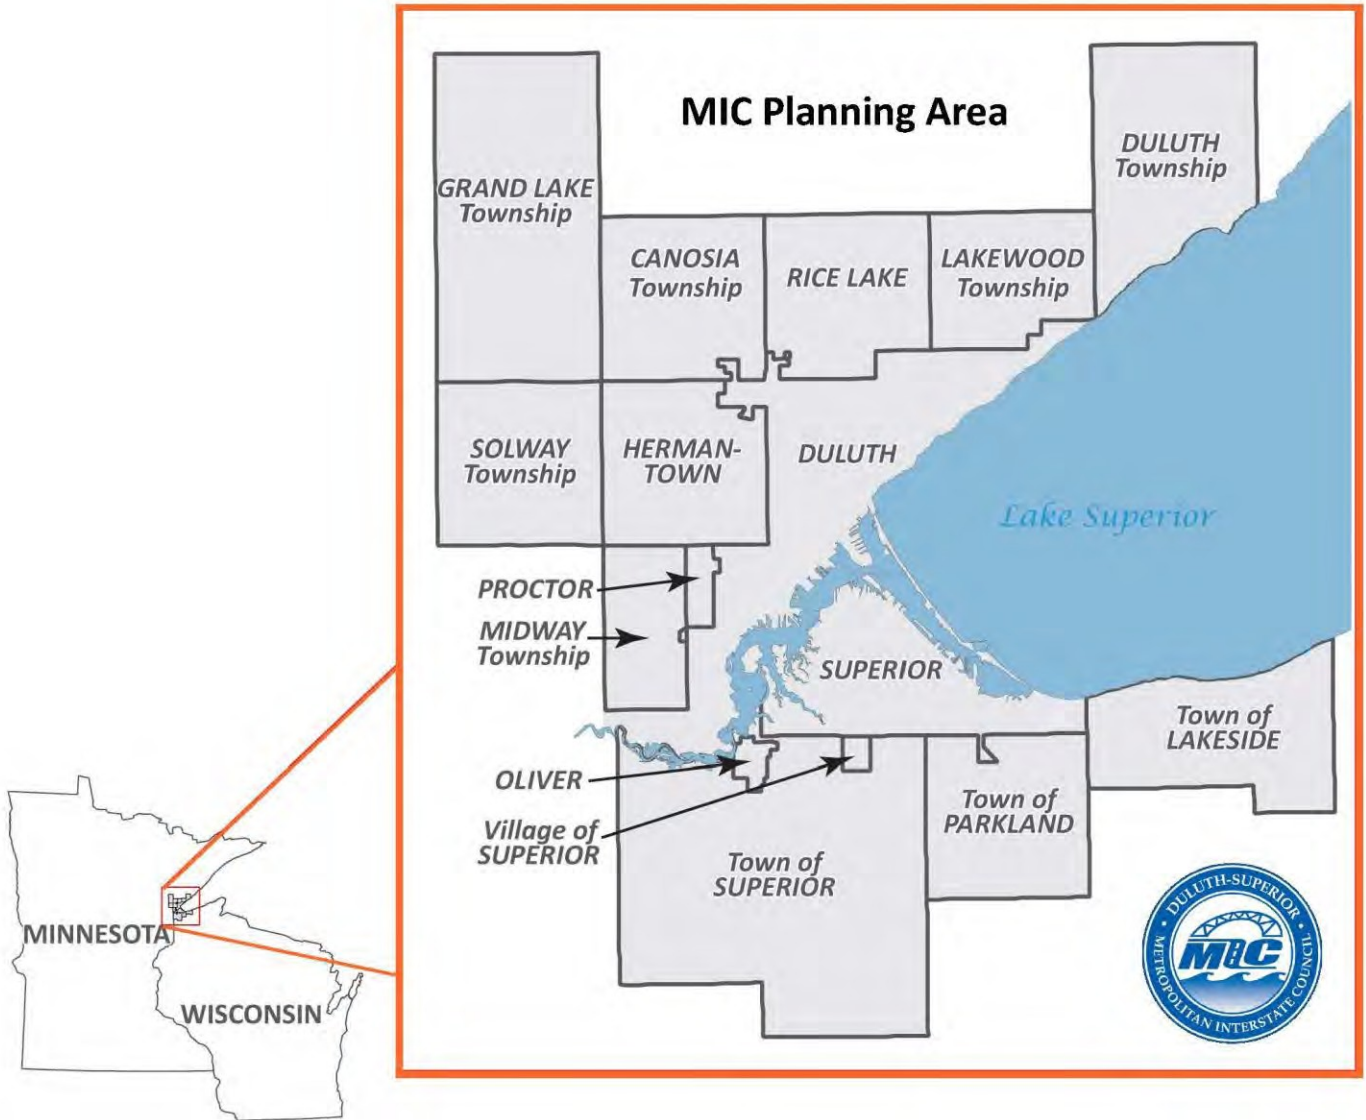 MIC Planning Area
DULUTH
Township
GRAND LAKE
Township
CANOSIA
Township
RICE LAKE
LAKEWOOD
Township
SOLWAY
Township
HERMAN-
TOWN
DULUTH
Lake Superior
PROCTOR
MIDWAY
Township
SUPERIOR
Town of
LAKESIDE
OLIVER
Village of
SUPERIOR
Town of
SUPERIOR
Town of
PARKLAND
MINNESOTA
WISCONSIN
DULUTH-SUPERIOR
MIC
METROPOLITAN INTERSTATE COUNCIL